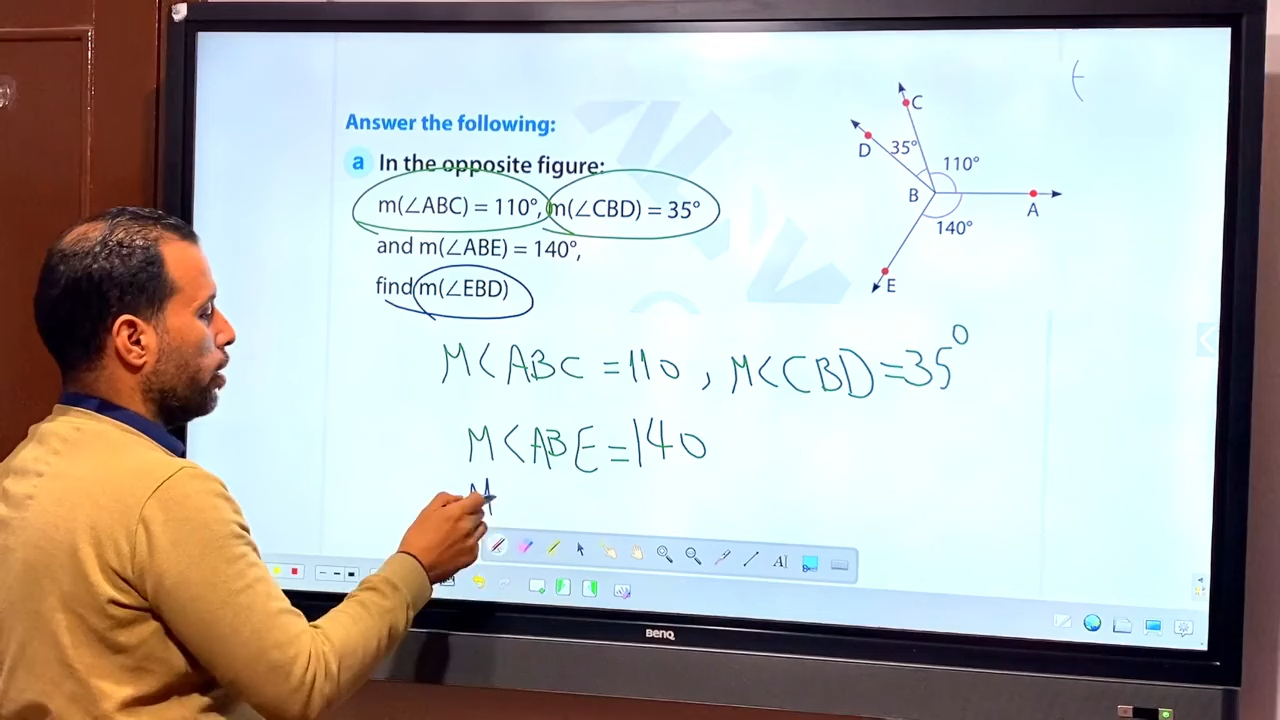 Answer the following:
a In the opposite figure:
m(∠ABC) = 110°, m(∠CBD) = 35°
and m(∠ABE) = 140°,
find m(∠EBD)
C
D
35°
110°
B
A
140°
E
M<ABC = 110 , M<CBD = 35°
M<ABE = 140
M
AI
BENQ